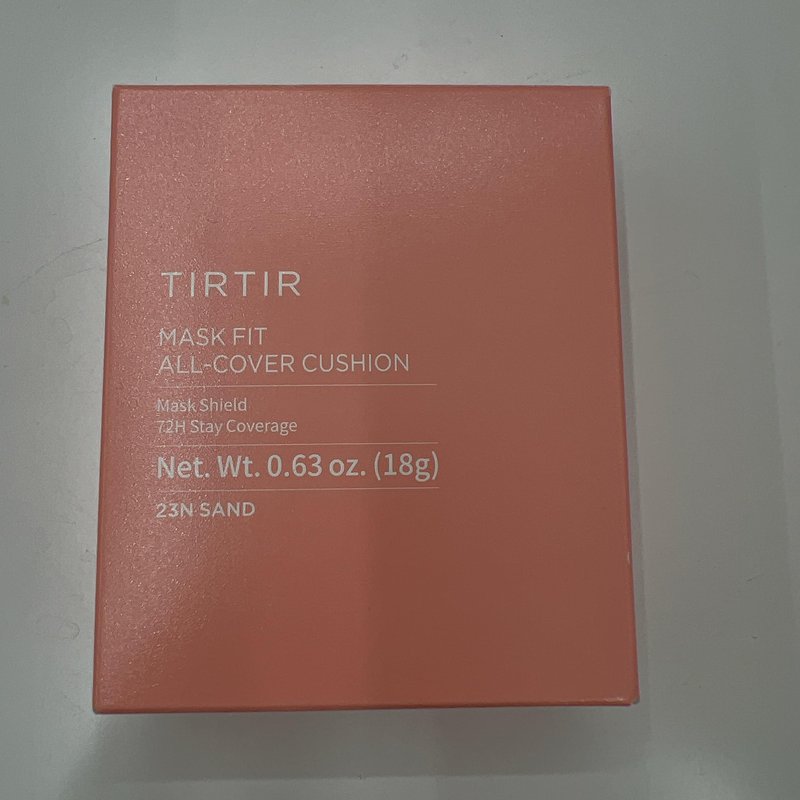 TIRTIR
MASK FIT
ALL-COVER CUSHION
Mask Shield
72H Stay Coverage
Net. Wt. 0.63 oz. (18g)
23N SAND